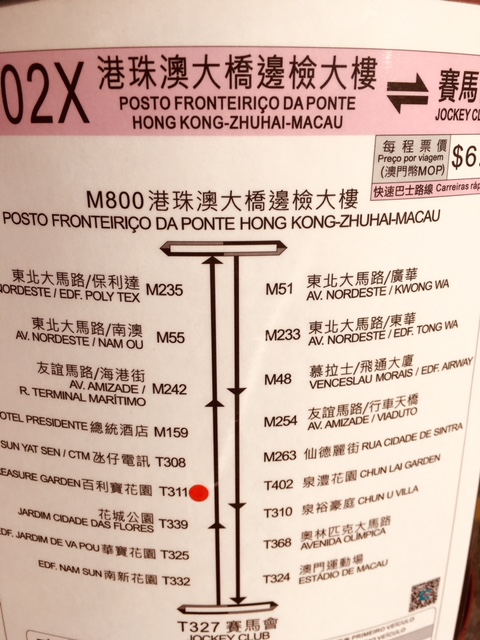 02X 港珠澳大橋邊檢大樓 ⇌ 賽馬
POSTO FRONTEIRIÇO DA PONTE
HONG KONG-ZHUHAI-MACAU
JOCKEY CL
每程票價
Preço por viagem
(澳門幣MOP)
$6.
快速巴士路線 Carreiras ráp
M800 港珠澳大橋邊檢大樓
POSTO FRONTEIRIÇO DA PONTE HONG KONG-ZHUHAI-MACAU
東北大馬路/保利達
NORDESTE / EDF. POLY TEX M235
東北大馬路/南澳
AV. NORDESTE / NAM OU M55
友誼馬路/海港街
AV. AMIZADE /
R. TERMINAL MARÍTIMO M242
OTEL PRESIDENTE 總統酒店 M159
SUN YAT SEN / CTM 氹仔電訊 T308
EASURE GARDEN 百利寶花園 T311
花城公園
JARDIM CIDADE DAS FLORES T339
EDF. JARDIM DE VA POU 華寶花園 T325
EDF. NAM SUN 南新花園 T332
M51 東北大馬路/廣華
AV. NORDESTE / KWONG WA
M233 東北大馬路/東華
AV. NORDESTE / EDF. TONG WA
M48 慕拉士/飛通大廈
VENCESLAU MORAIS / EDF. AIRWAY
M254 友誼馬路/行車天橋
AV. AMIZADE / VIADUTO
M263 仙德麗街 RUA CIDADE DE SINTRA
T402 泉澧花園 CHUN LAI GARDEN
T310 泉裕豪庭 CHUN U VILLA
T368 奧林匹克大馬路
AVENIDA OLÍMPICA
T324 澳門運動場
ESTÁDIO DE MACAU
T327 賽馬會
JOCKEY CLUB
PRIMEIRO VEÍCULO